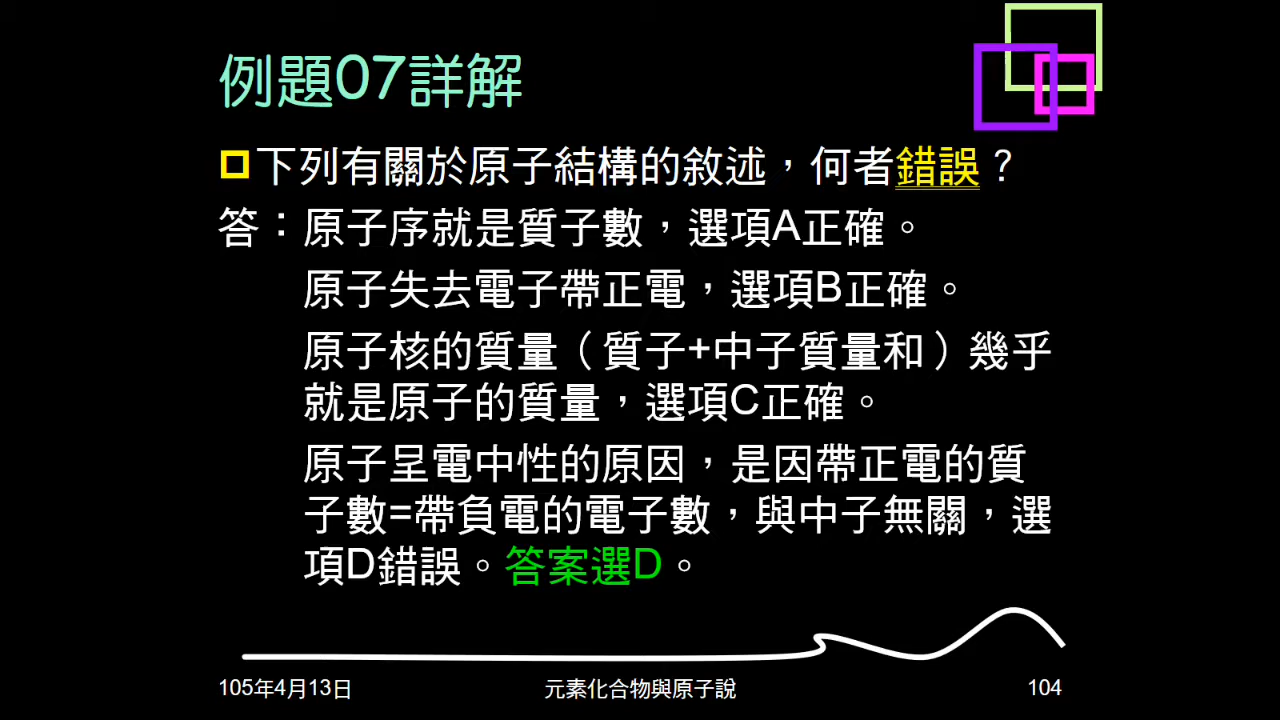 例題07詳解
下列有關於原子結構的敘述，何者錯誤？
答：原子序就是質子數，選項A正確。
原子失去電子帶正電，選項B正確。
原子核的質量（質子+中子質量和）幾乎
就是原子的質量，選項C正確。
原子呈電中性的原因，是因帶正電的質
子數=帶負電的電子數，與中子無關，選
項D錯誤。答案選D。
105年4月13日
元素化合物與原子說
104